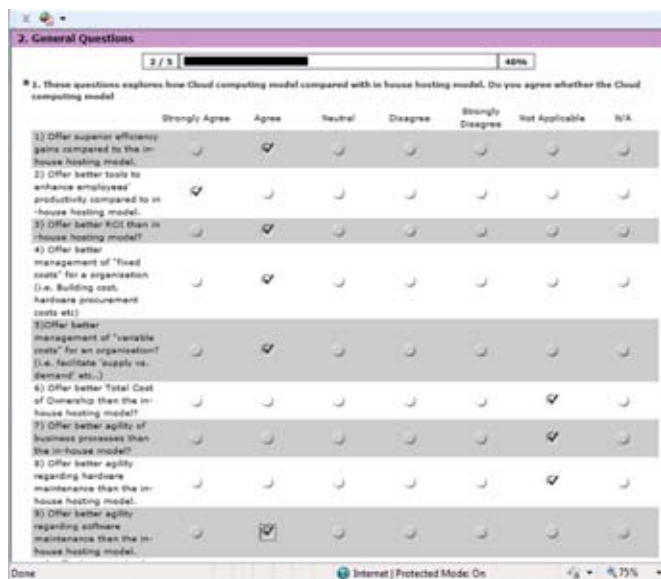 2. General Questions
2 / 5
40%
* 1. These questions explores how Cloud computing model compared with in house hosting model. Do you agree whether the Cloud
computing model
Strongly Agree Agree Neutral Disagree Strongly Disagree Not Applicable N/A
1) Offer superior efficiency
gains compared to the in-
house hosting model.
2) Offer better tools to
enhance employees'
productivity compared to in
-house hosting model.
3) Offer better ROI than in
-house hosting model?
4) Offer better
management of "fixed
costs" for a organisation
(i.e. Building cost,
hardware procurement
costs etc)
5)Offer better
management of "variable
costs" for an organisation?
(i.e. facilitate 'supply vs.
demand' etc..)
6) Offer better Total Cost
of Ownership than the in-
house hosting model?
7) Offer better agility of
business processes than
the in-house model?
8) Offer better agility
regarding hardware
maintenance than the in-
house hosting model.
9) Offer better agility
regarding software
maintenance than the in-
house hosting model.
Done Internet | Protected Mode: On 75%